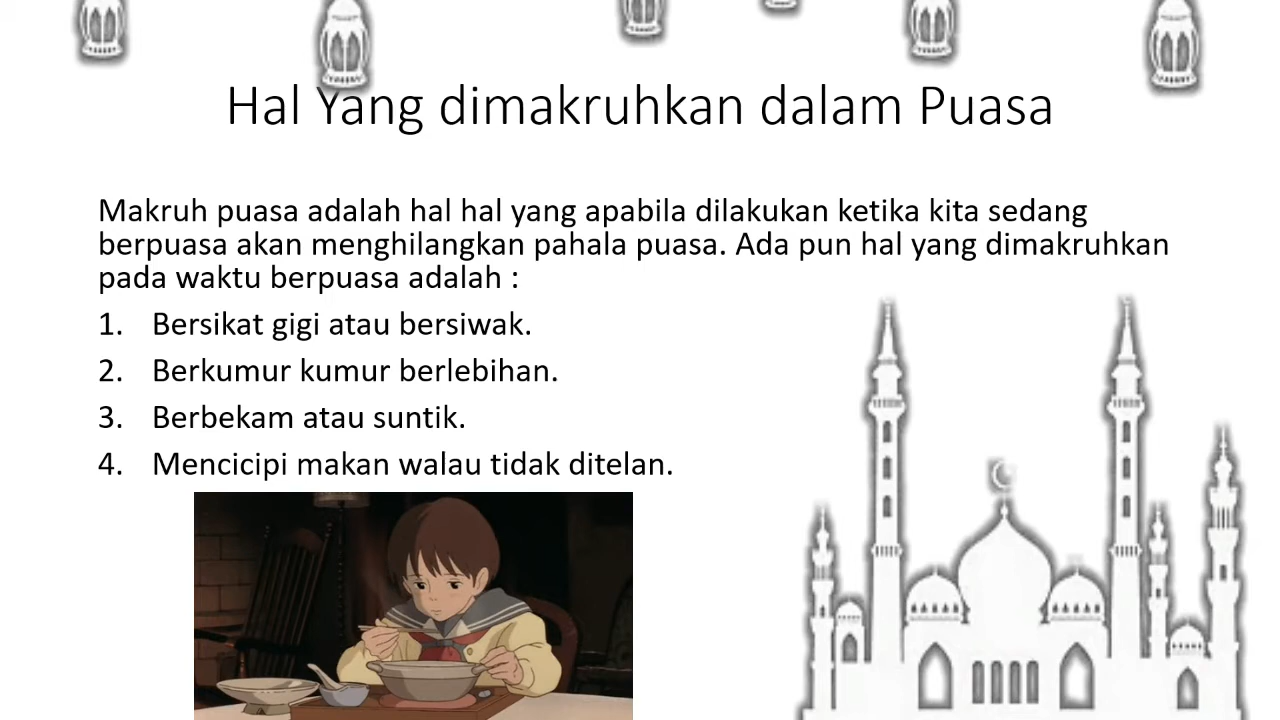 Hal Yang dimakruhkan dalam Puasa
Makruh puasa adalah hal hal yang apabila dilakukan ketika kita sedang
berpuasa akan menghilangkan pahala puasa. Ada pun hal yang dimakruhkan
pada waktu berpuasa adalah :
1. Bersikat gigi atau bersiwak.
2. Berkumur kumur berlebihan.
3. Berbekam atau suntik.
4. Mencicipi makan walau tidak ditelan.